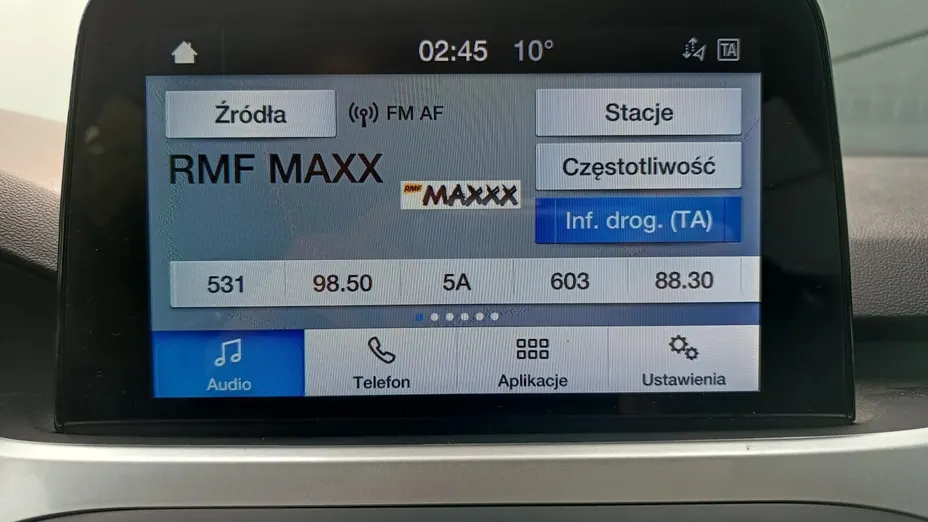 02:45 10° TA
Źródła FM AF Stacje
RMF MAXX
RMF MAXXX
Częstotliwość
Inf. drog. (TA)
531 98.50 5A 603 88.30
Audio Telefon Aplikacje Ustawienia